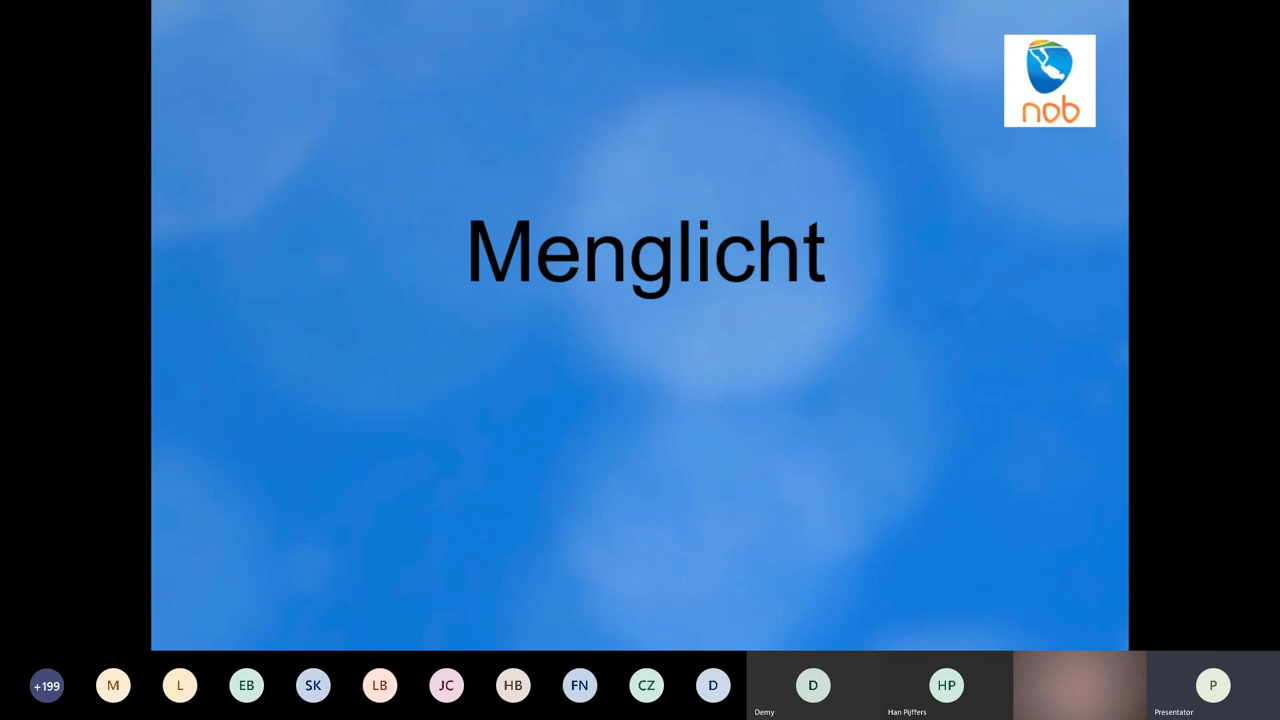 nob
Menglicht
+199
M
L
EB
SK
LB
JC
HB
FN
CZ
D
D
HP
P
Demy
Han Pijffers
Presentator